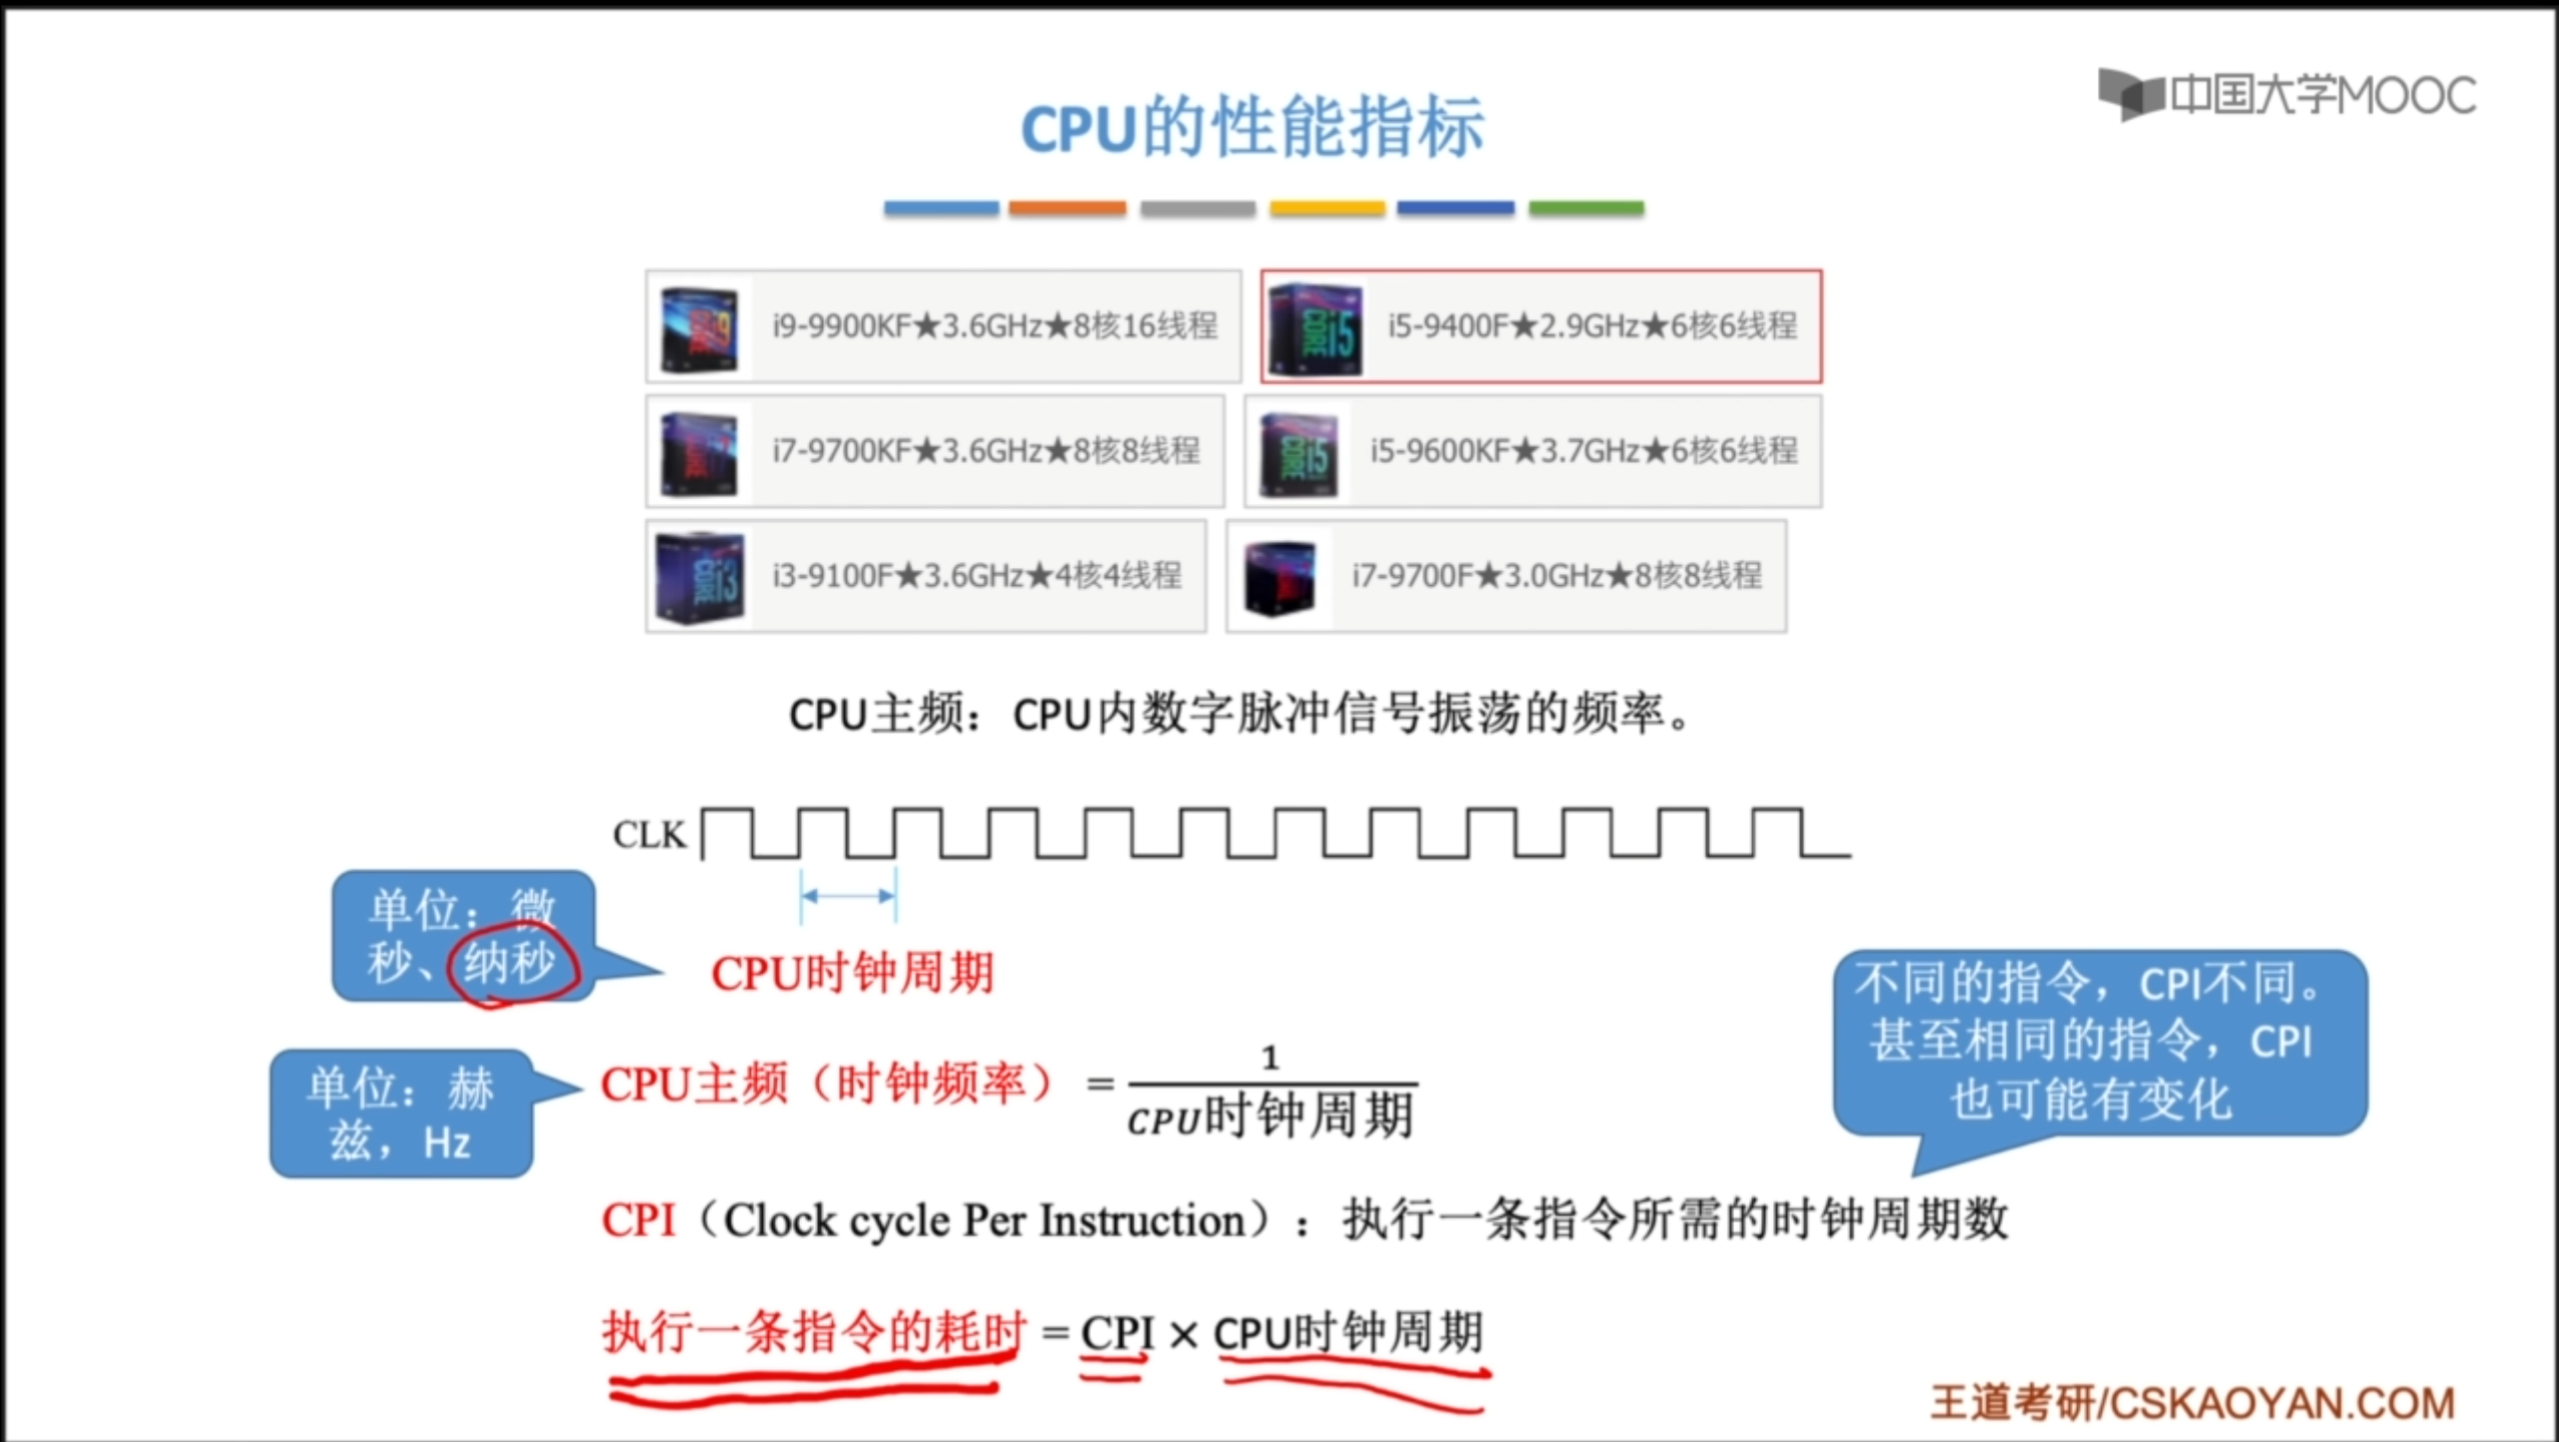 中国大学MOOC
CPU的性能指标
i9-9900KF★3.6GHz★8核16线程
i5-9400F★2.9GHz★6核6线程
i7-9700KF★3.6GHz★8核8线程
i5-9600KF★3.7GHz★6核6线程
i3-9100F★3.6GHz★4核4线程
i7-9700F★3.0GHz★8核8线程
CPU主频：CPU内数字脉冲信号振荡的频率。
CLK
单位：微
秒、纳秒
CPU时钟周期
单位：赫
兹，Hz
CPU主频（时钟频率） = 1
CPU时钟周期
不同的指令，CPI不同。
甚至相同的指令，CPI
也可能有变化
CPI（Clock cycle Per Instruction）：执行一条指令所需的时钟周期数
执行一条指令的耗时 = CPI × CPU时钟周期
王道考研/CSKAOYAN.COM